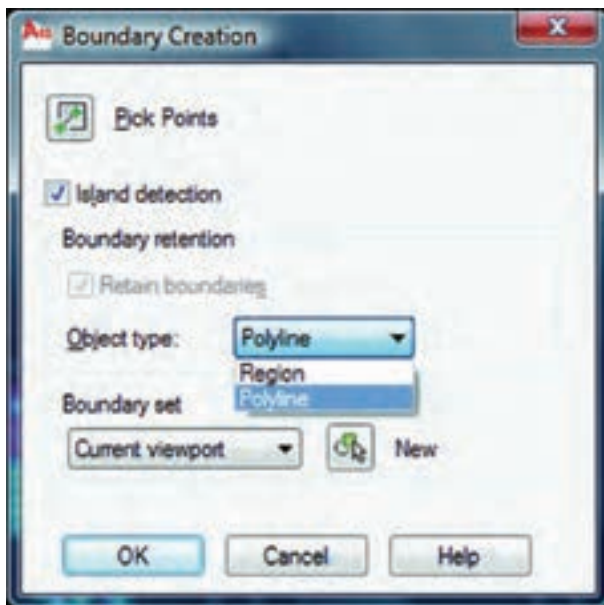 Boundary Creation
Pick Points
Island detection
Boundary retention
Retain boundaries
Object type: Polyline
Region
Polyline
Boundary set
Current viewport New
OK Cancel Help